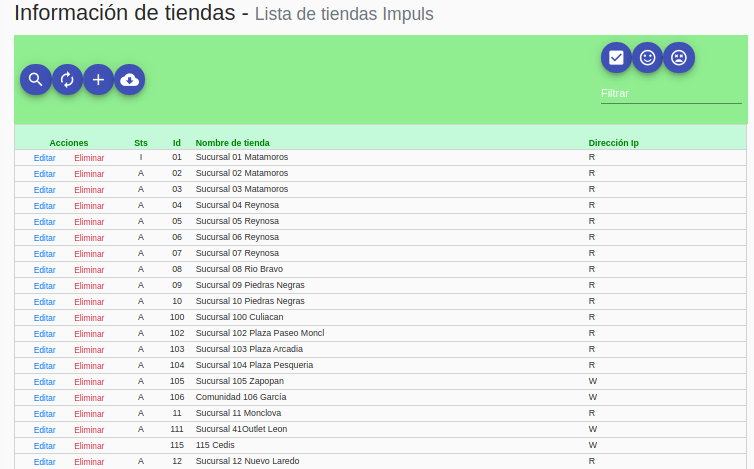 Información de tiendas - Lista de tiendas Impuls
Filtrar
Acciones Sts Id Nombre de tienda Dirección Ip
Editar Eliminar I 01 Sucursal 01 Matamoros R
Editar Eliminar A 02 Sucursal 02 Matamoros R
Editar Eliminar A 03 Sucursal 03 Matamoros R
Editar Eliminar A 04 Sucursal 04 Reynosa R
Editar Eliminar A 05 Sucursal 05 Reynosa R
Editar Eliminar A 06 Sucursal 06 Reynosa R
Editar Eliminar A 07 Sucursal 07 Reynosa R
Editar Eliminar A 08 Sucursal 08 Rio Bravo R
Editar Eliminar A 09 Sucursal 09 Piedras Negras R
Editar Eliminar A 10 Sucursal 10 Piedras Negras R
Editar Eliminar A 100 Sucursal 100 Culiacan R
Editar Eliminar A 102 Sucursal 102 Plaza Paseo Moncl R
Editar Eliminar A 103 Sucursal 103 Plaza Arcadia R
Editar Eliminar A 104 Sucursal 104 Plaza Pesqueria R
Editar Eliminar A 105 Sucursal 105 Zapopan W
Editar Eliminar A 106 Comunidad 106 García W
Editar Eliminar A 11 Sucursal 11 Monclova R
Editar Eliminar A 111 Sucursal 41Outlet Leon W
Editar Eliminar 115 115 Cedis W
Editar Eliminar A 12 Sucursal 12 Nuevo Laredo R